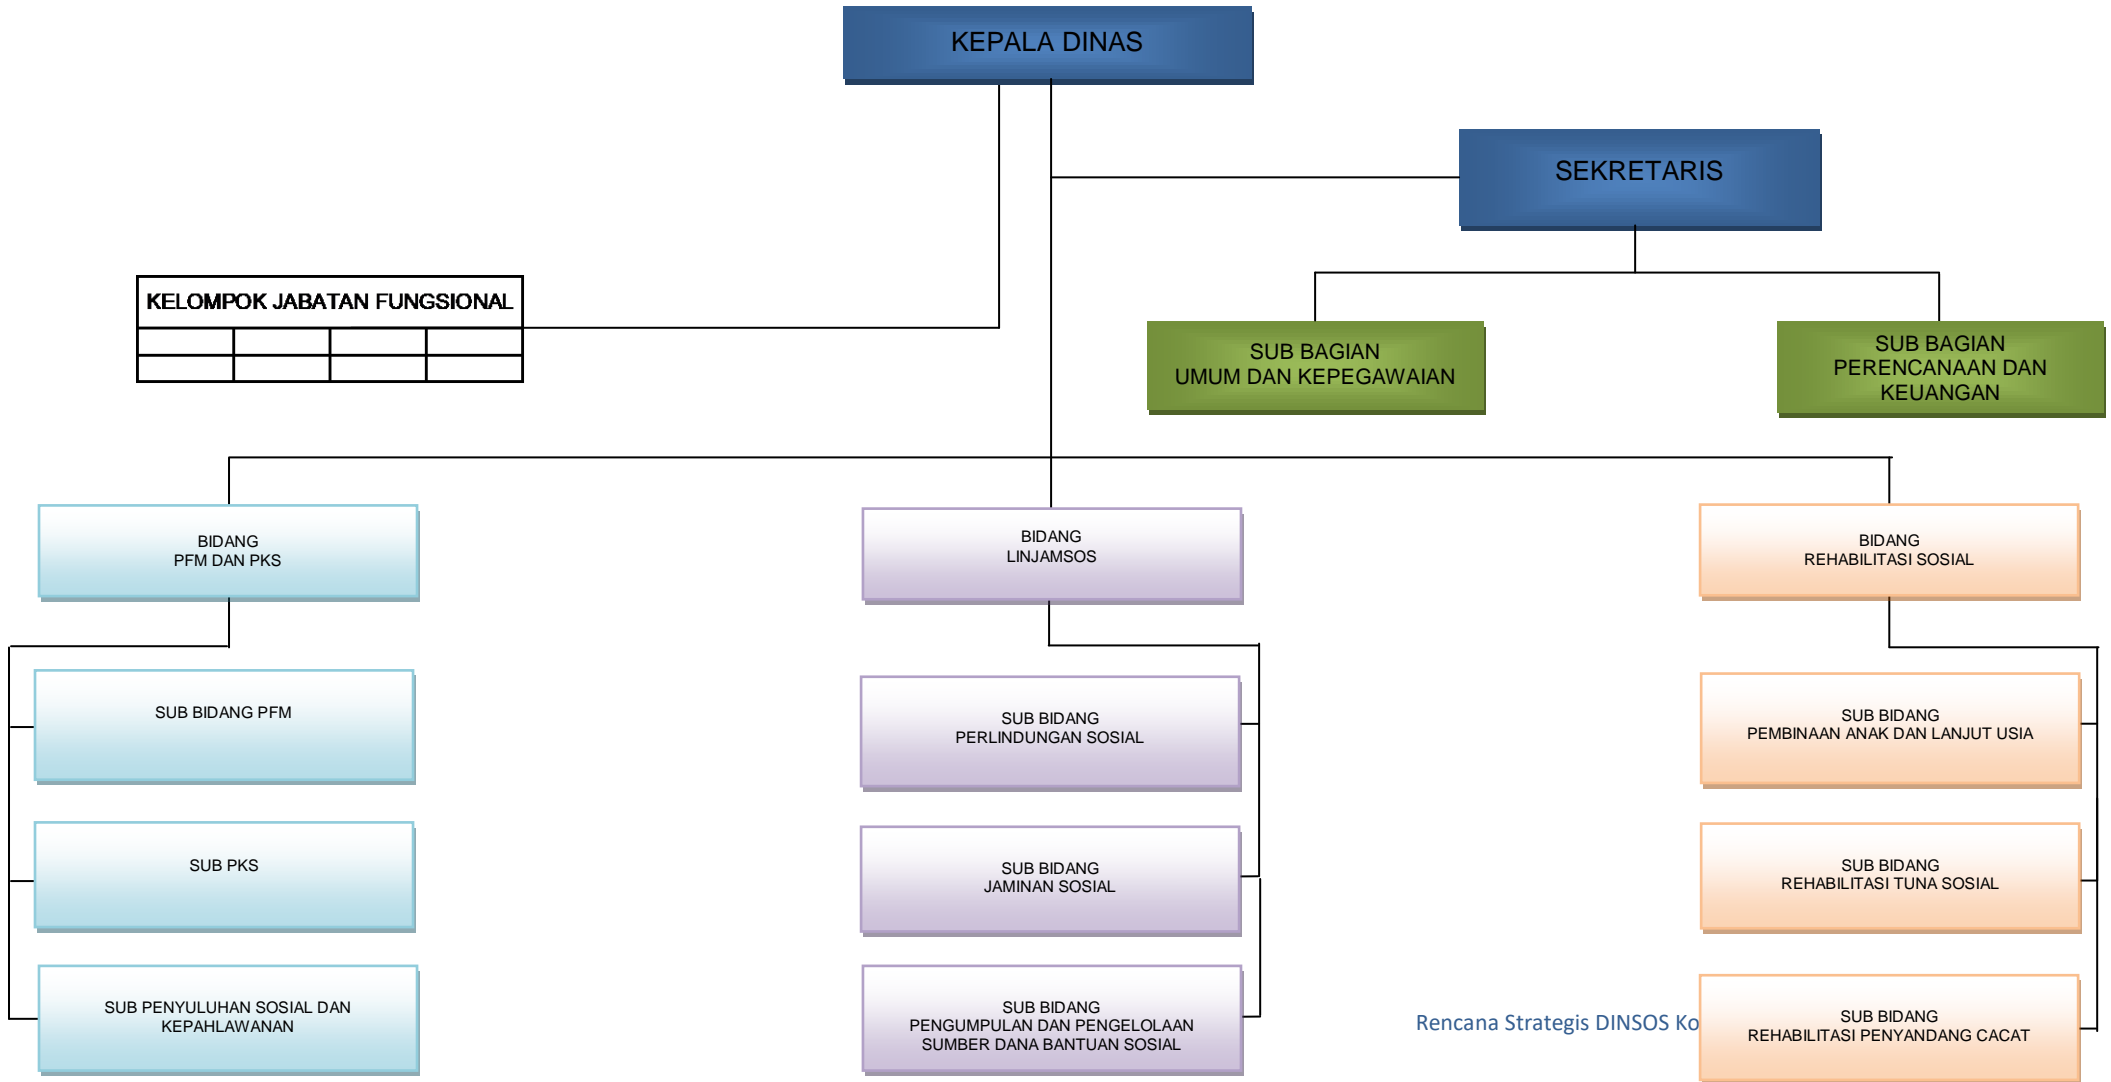 KEPALA DINAS
SEKRETARIS
KELOMPOK JABATAN FUNGSIONAL
SUB BAGIAN
UMUM DAN KEPEGAWAIAN
SUB BAGIAN
PERENCANAAN DAN
KEUANGAN
BIDANG
PFM DAN PKS
BIDANG
LINJAMSOS
BIDANG
REHABILITASI SOSIAL
SUB BIDANG PFM
SUB BIDANG
PERLINDUNGAN SOSIAL
SUB BIDANG
PEMBINAAN ANAK DAN LANJUT USIA
SUB PKS
SUB BIDANG
JAMINAN SOSIAL
SUB BIDANG
REHABILITASI TUNA SOSIAL
SUB PENYULUHAN SOSIAL DAN
KEPAHLAWANAN
SUB BIDANG
PENGUMPULAN DAN PENGELOLAAN
SUMBER DANA BANTUAN SOSIAL
SUB BIDANG
REHABILITASI PENYANDANG CACAT
Rencana Strategis DINSOS Ko